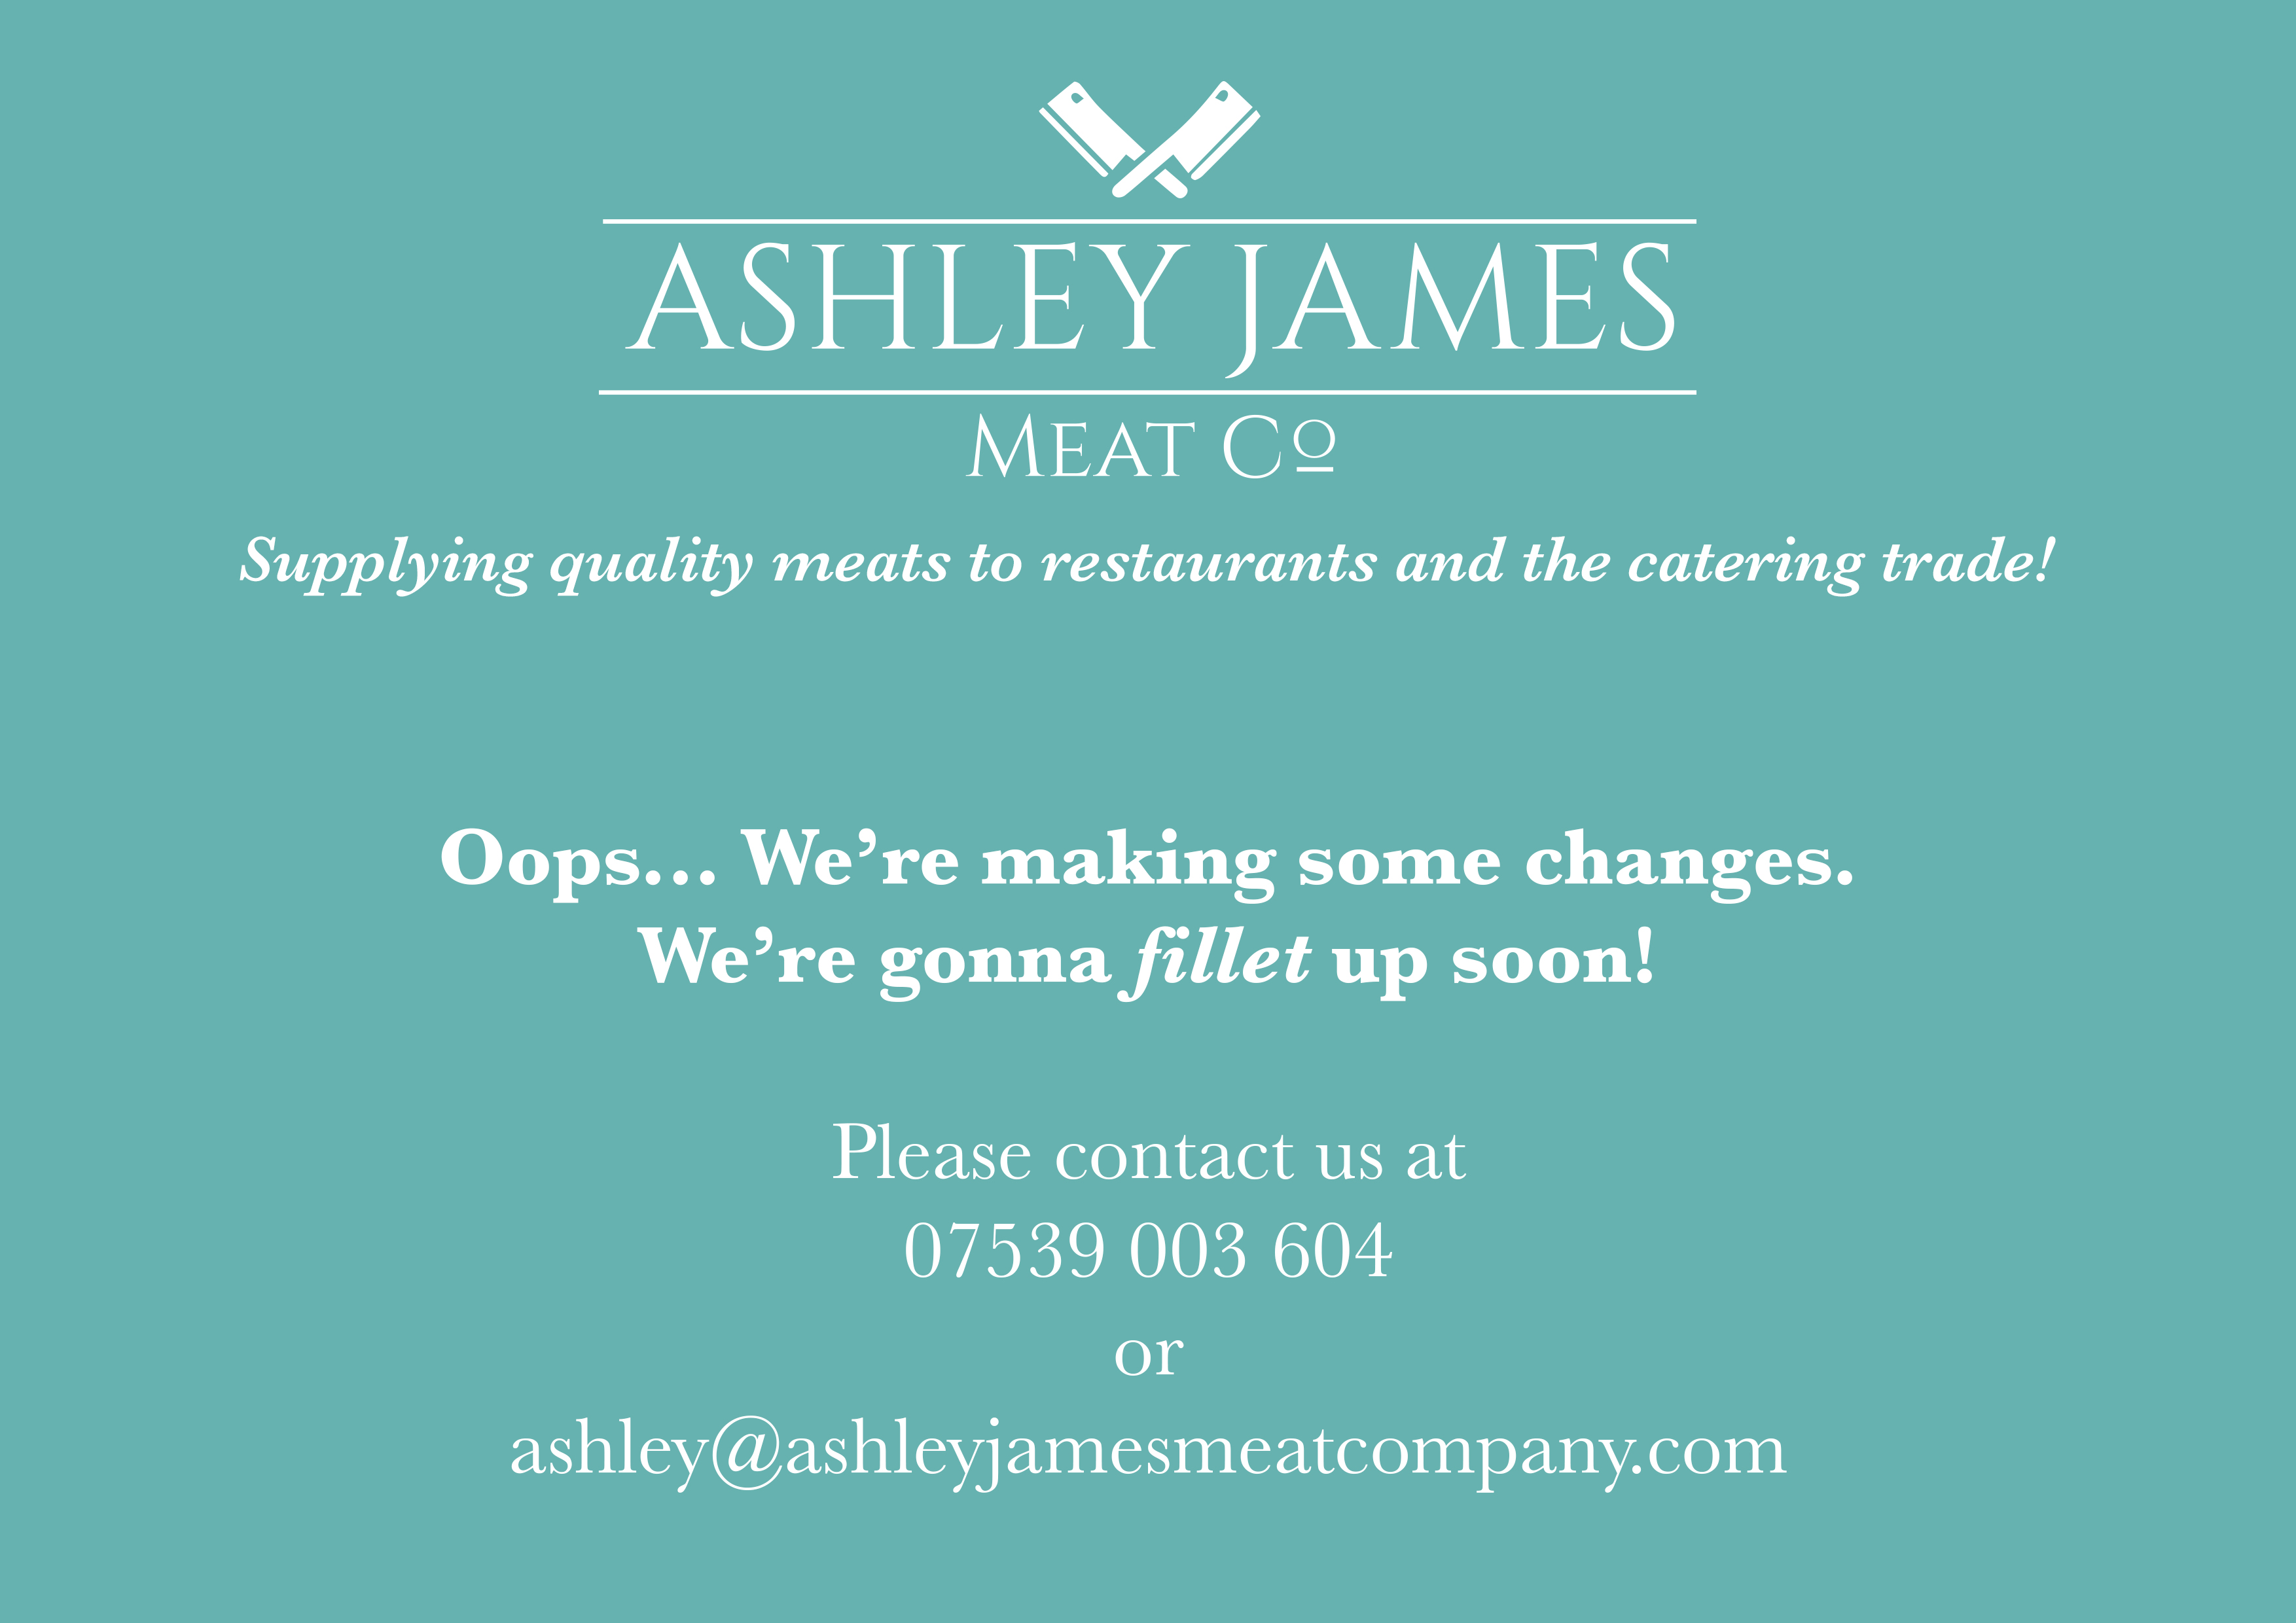 ASHLEY JAMES
MEAT Cº
Supplying quality meats to restaurants and the catering trade!
Oops... We're making some changes.
We're gonna fillet up soon!
Please contact us at
07539 003 604
or
ashley@ashleyjamesmeatcompany.com